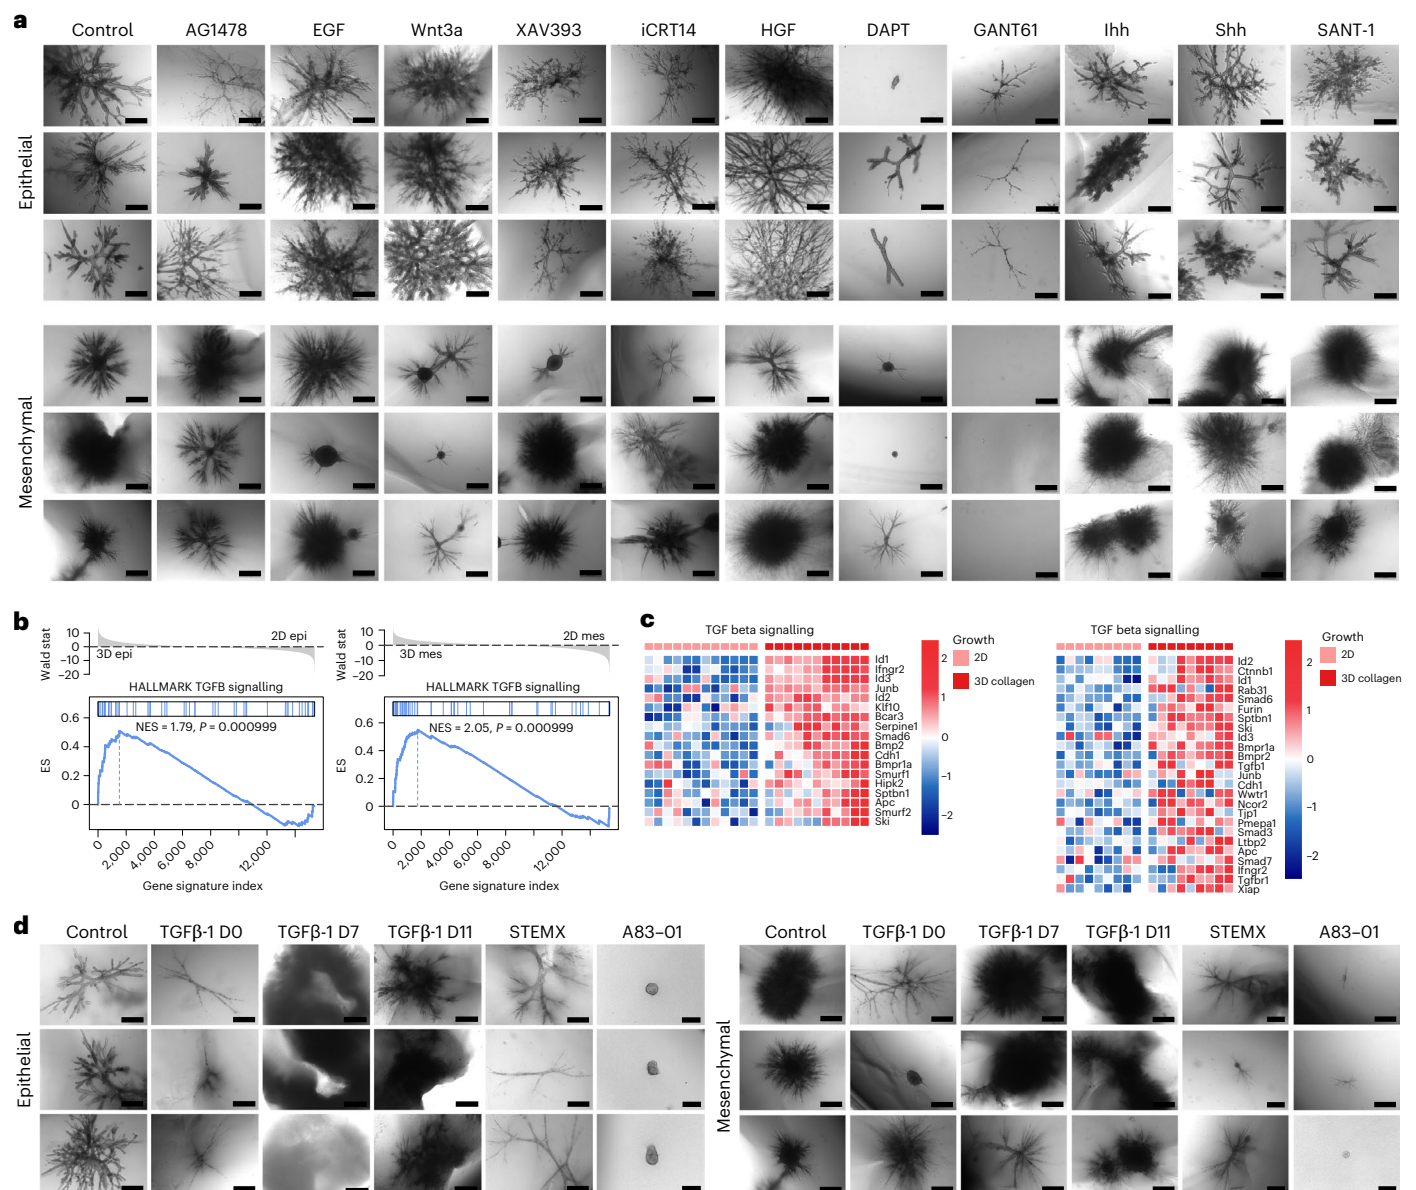 a
Control AG1478 EGF Wnt3a XAV393 iCRT14 HGF DAPT GANT61 Ihh Shh SANT-1
Epithelial
Mesenchymal
b
Wald stat
10
0
−10
−20
2D epi
3D epi
HALLMARK TGFB signalling
NES = 1.79, P = 0.000999
ES
0.6
0.4
0.2
0
0 2,000 4,000 6,000 8,000 12,000
Gene signature index
Wald stat
10
0
−10
−20
2D mes
3D mes
HALLMARK TGFB signalling
NES = 2.05, P = 0.000999
ES
0.6
0.4
0.2
0
0 2,000 4,000 6,000 8,000 12,000
Gene signature index
c
TGF beta signalling
Id1
Ifngr2
Id3
Junb
Id2
Klf10
Bcar3
Serpine1
Smad6
Bmp2
Cdh1
Bmpr1a
Smurf1
Hipk2
Sptbn1
Apc
Smurf2
Ski
2
1
0
−1
−2
Growth
2D
3D collagen
TGF beta signalling
Id2
Ctnnb1
Id1
Rab31
Smad6
Furin
Sptbn1
Ski
Id3
Bmpr1a
Bmpr2
Tgfb1
Junb
Cdh1
Wwtr1
Ncor2
Tjp1
Pmepa1
Smad3
Ltbp2
Apc
Smad7
Ifngr2
Tgfbr1
Xiap
2
1
0
−1
−2
Growth
2D
3D collagen
d
Control TGFβ-1 D0 TGFβ-1 D7 TGFβ-1 D11 STEMX A83–01
Epithelial
Control TGFβ-1 D0 TGFβ-1 D7 TGFβ-1 D11 STEMX A83–01
Mesenchymal